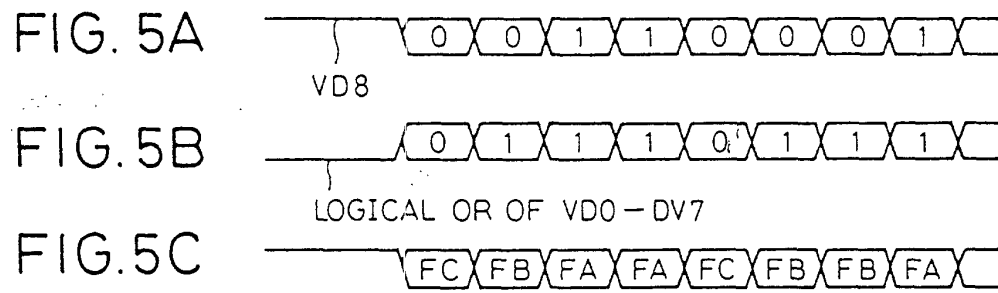 FIG. 5A 0 0 1 1 0 0 0 1
VD8
FIG. 5B 0 1 1 1 0 1 1 1
LOGICAL OR OF VD0 – DV7
FIG. 5C FC FB FA FA FC FB FB FA